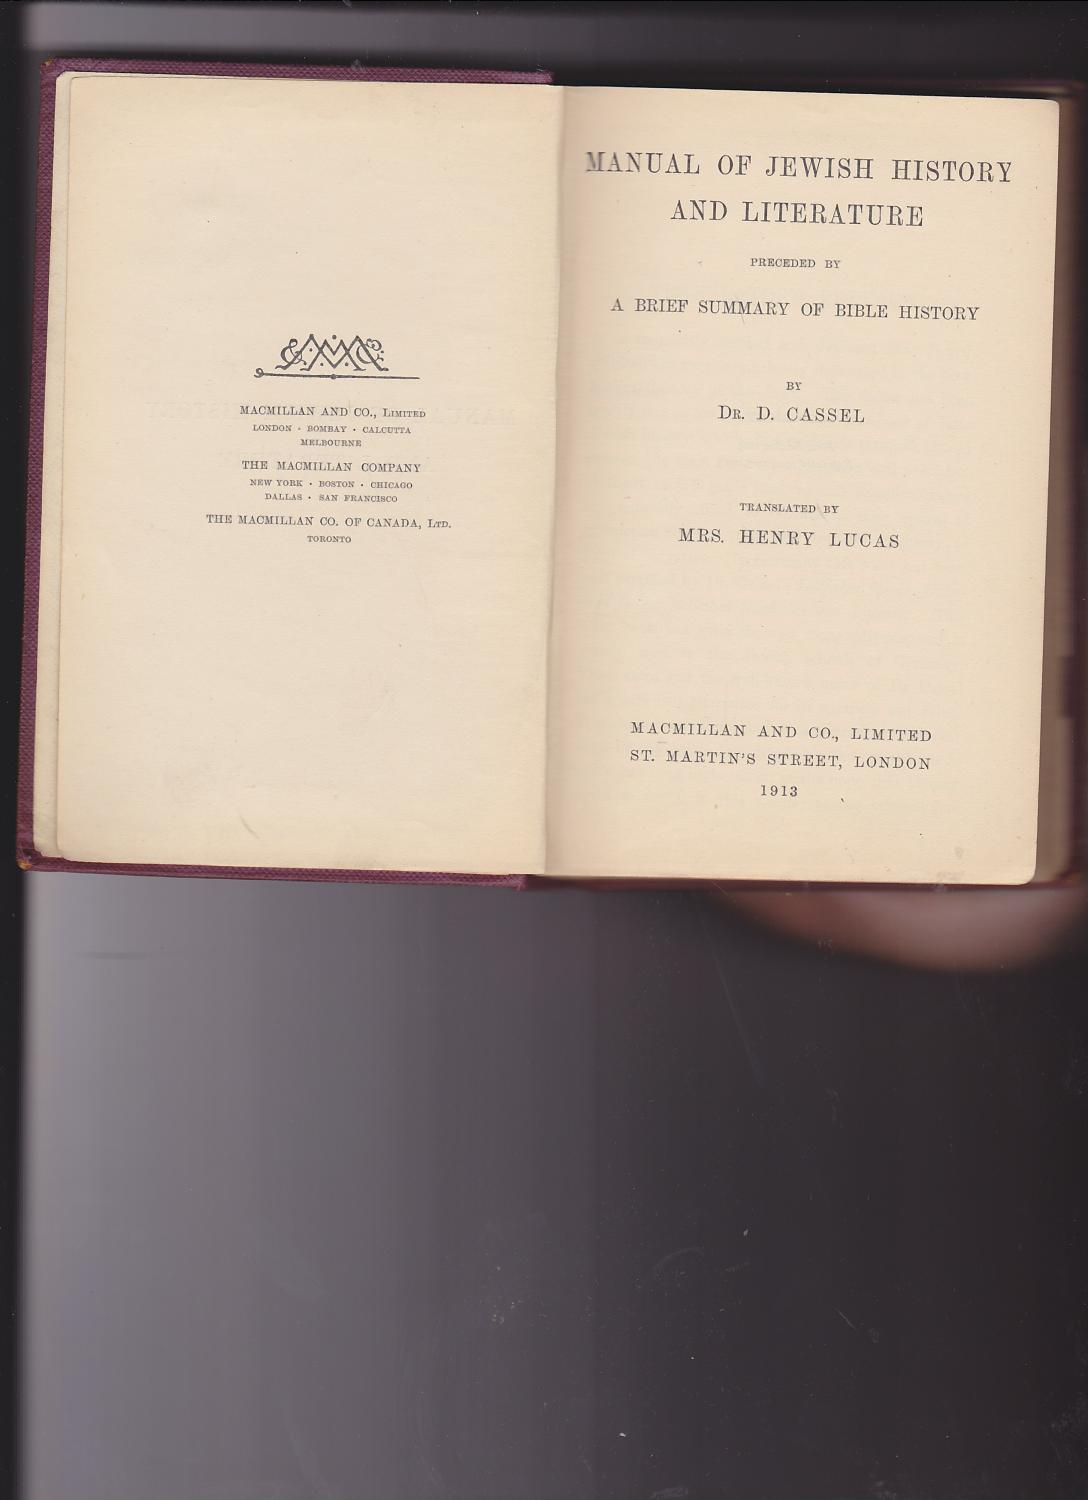 MACMILLAN AND CO., LIMITED
LONDON · BOMBAY · CALCUTTA
MELBOURNE
THE MACMILLAN COMPANY
NEW YORK · BOSTON · CHICAGO
DALLAS · SAN FRANCISCO
THE MACMILLAN CO. OF CANADA, LTD.
TORONTO
MANUAL OF JEWISH HISTORY
AND LITERATURE
PRECEDED BY
A BRIEF SUMMARY OF BIBLE HISTORY
BY
DR. D. CASSEL
TRANSLATED BY
MRS. HENRY LUCAS
MACMILLAN AND CO., LIMITED
ST. MARTIN'S STREET, LONDON
1913